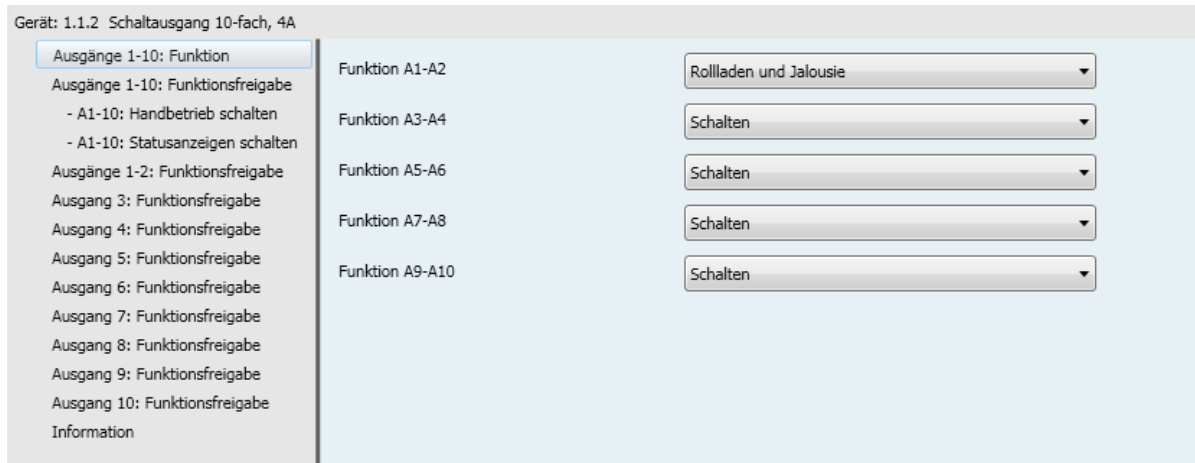 Gerät: 1.1.2 Schaltausgang 10-fach, 4A
Ausgänge 1-10: Funktion
Ausgänge 1-10: Funktionsfreigabe
- A1-10: Handbetrieb schalten
- A1-10: Statusanzeigen schalten
Ausgänge 1-2: Funktionsfreigabe
Ausgang 3: Funktionsfreigabe
Ausgang 4: Funktionsfreigabe
Ausgang 5: Funktionsfreigabe
Ausgang 6: Funktionsfreigabe
Ausgang 7: Funktionsfreigabe
Ausgang 8: Funktionsfreigabe
Ausgang 9: Funktionsfreigabe
Ausgang 10: Funktionsfreigabe
Information
Funktion A1-A2 Rollladen und Jalousie
Funktion A3-A4 Schalten
Funktion A5-A6 Schalten
Funktion A7-A8 Schalten
Funktion A9-A10 Schalten